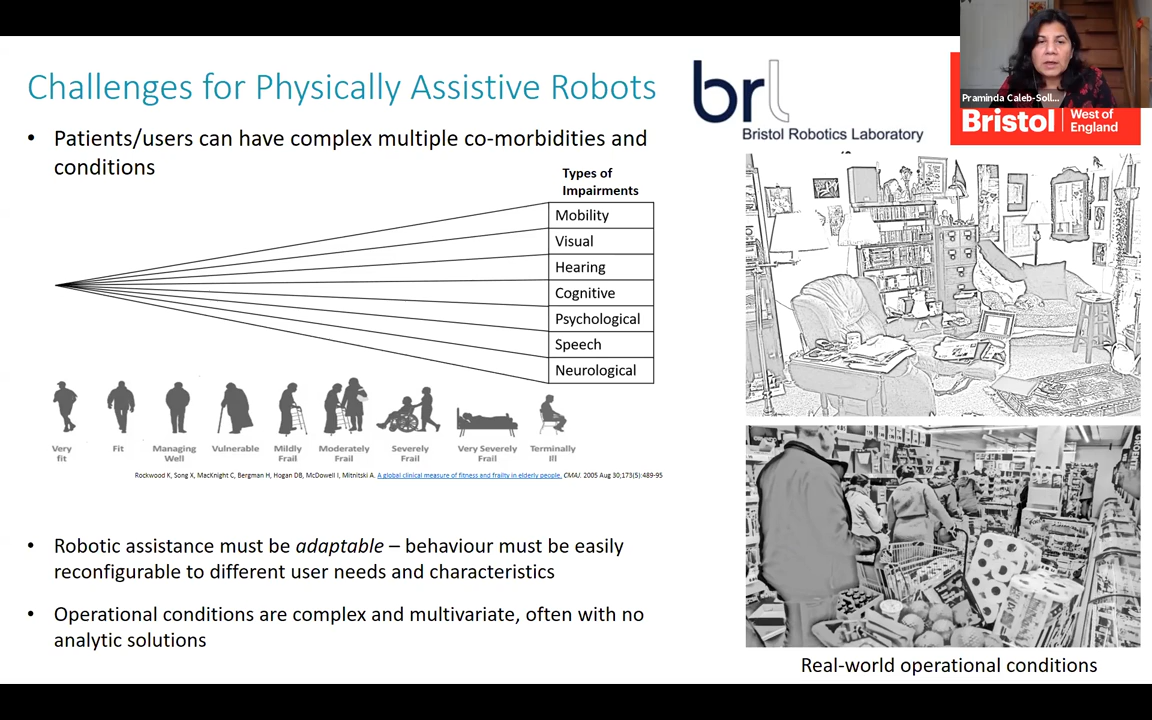 Challenges for Physically Assistive Robots
brl
Bristol Robotics Laboratory
Praminda Caleb-Soll...
Bristol
West of
England
• Patients/users can have complex multiple co-morbidities and
conditions
Types of
Impairments
Mobility
Visual
Hearing
Cognitive
Psychological
Speech
Neurological
Very
fit
Fit
Managing
Well
Vulnerable
Mildly
Frail
Moderately
Frail
Severely
Frail
Very Severely
Frail
Terminally
Ill
Rockwood K, Song X, MacKnight C, Bergman H, Hogan DB, McDowell I, Mitnitski A. A global clinical measure of fitness and frailty in elderly people. CMAJ. 2005 Aug 30,173(5):489-95
• Robotic assistance must be adaptable – behaviour must be easily
reconfigurable to different user needs and characteristics
• Operational conditions are complex and multivariate, often with no
analytic solutions
Real-world operational conditions